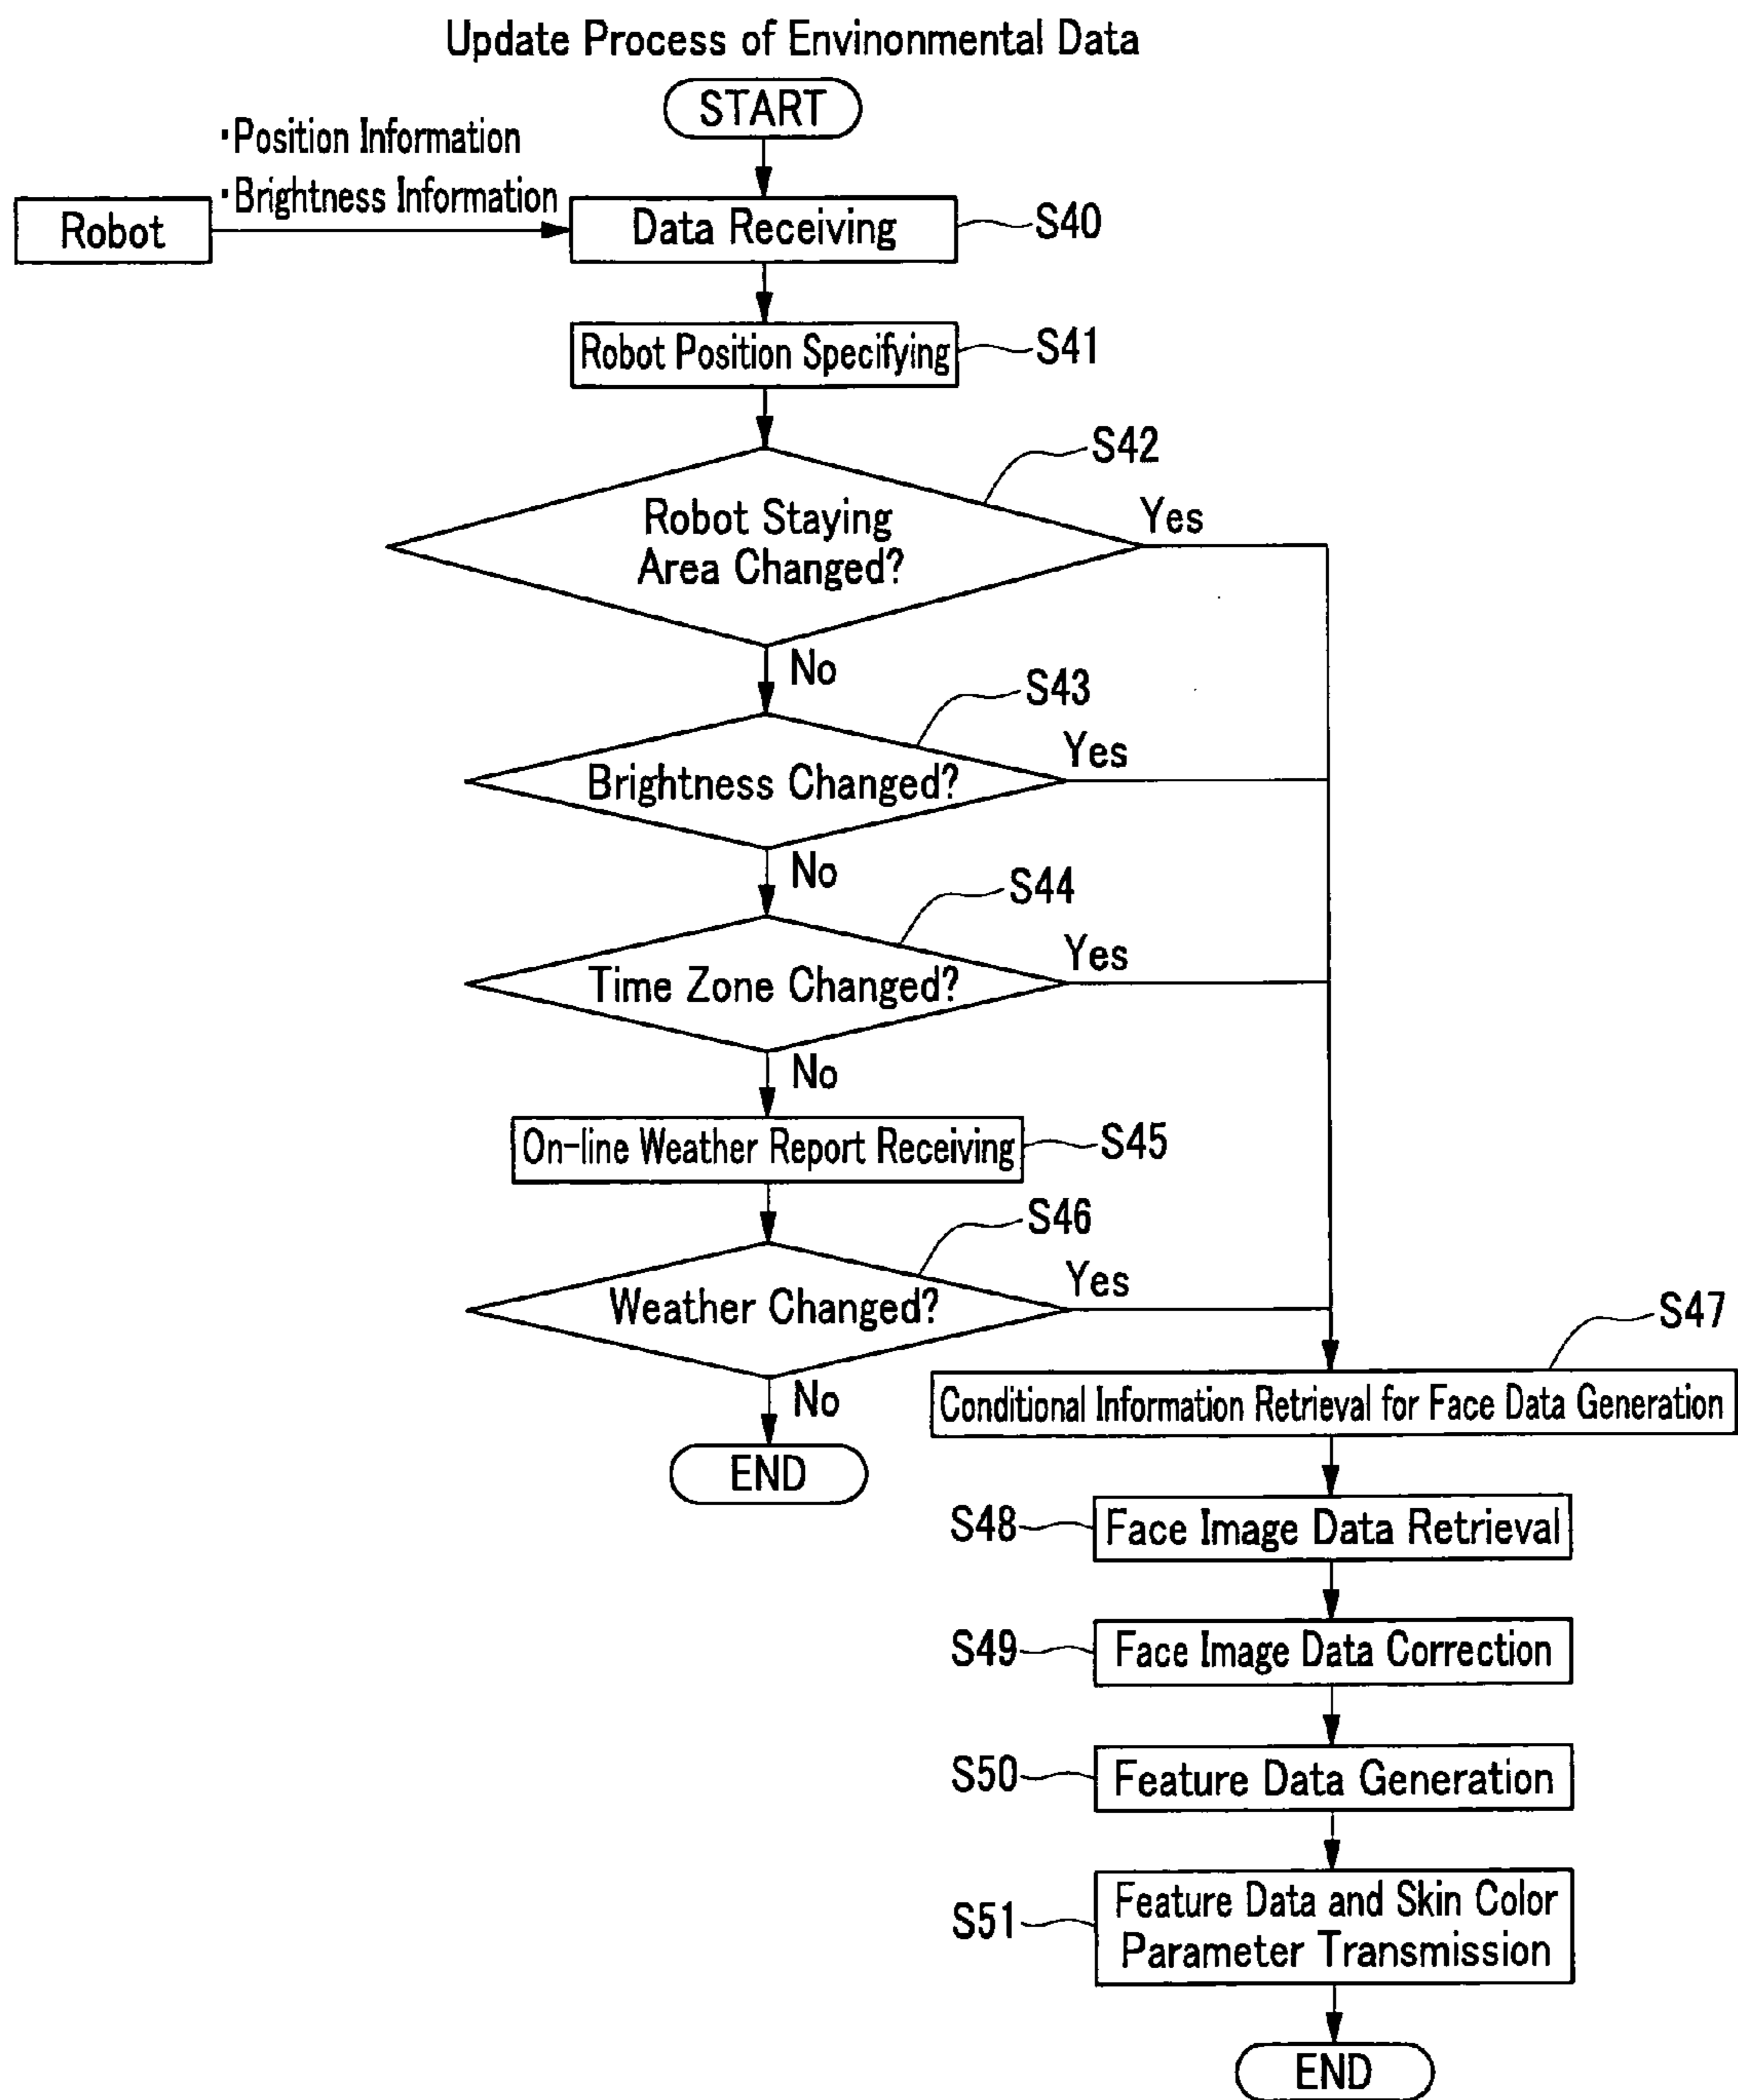 Update Process of Envinonmental Data
START
·Position Information
·Brightness Information
Robot
Data Receiving
S40
Robot Position Specifying
S41
S42
Robot Staying
Area Changed?
Yes
No
S43
Brightness Changed?
Yes
No
S44
Time Zone Changed?
Yes
No
On-line Weather Report Receiving
S45
S46
Weather Changed?
Yes
No
END
S47
Conditional Information Retrieval for Face Data Generation
S48
Face Image Data Retrieval
S49
Face Image Data Correction
S50
Feature Data Generation
S51
Feature Data and Skin Color
Parameter Transmission
END